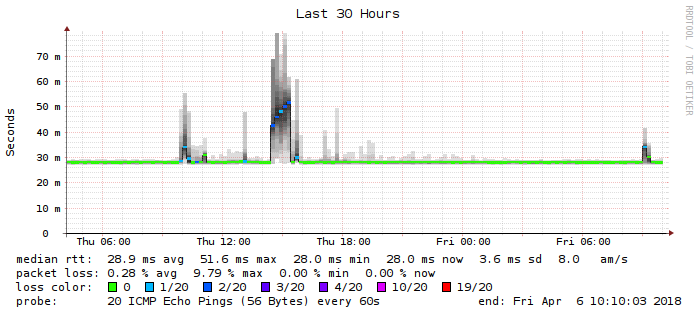 Last 30 Hours
RRDTOOL / TOBI OETIKER
Seconds
70 m
60 m
50 m
40 m
30 m
20 m
10 m
0
Thu 06:00 Thu 12:00 Thu 18:00 Fri 00:00 Fri 06:00
median rtt: 28.9 ms avg 51.6 ms max 28.0 ms min 28.0 ms now 3.6 ms sd 8.0 am/s
packet loss: 0.28 % avg 9.79 % max 0.00 % min 0.00 % now
loss color: 0 1/20 2/20 3/20 4/20 10/20 19/20
probe: 20 ICMP Echo Pings (56 Bytes) every 60s end: Fri Apr 6 10:10:03 2018